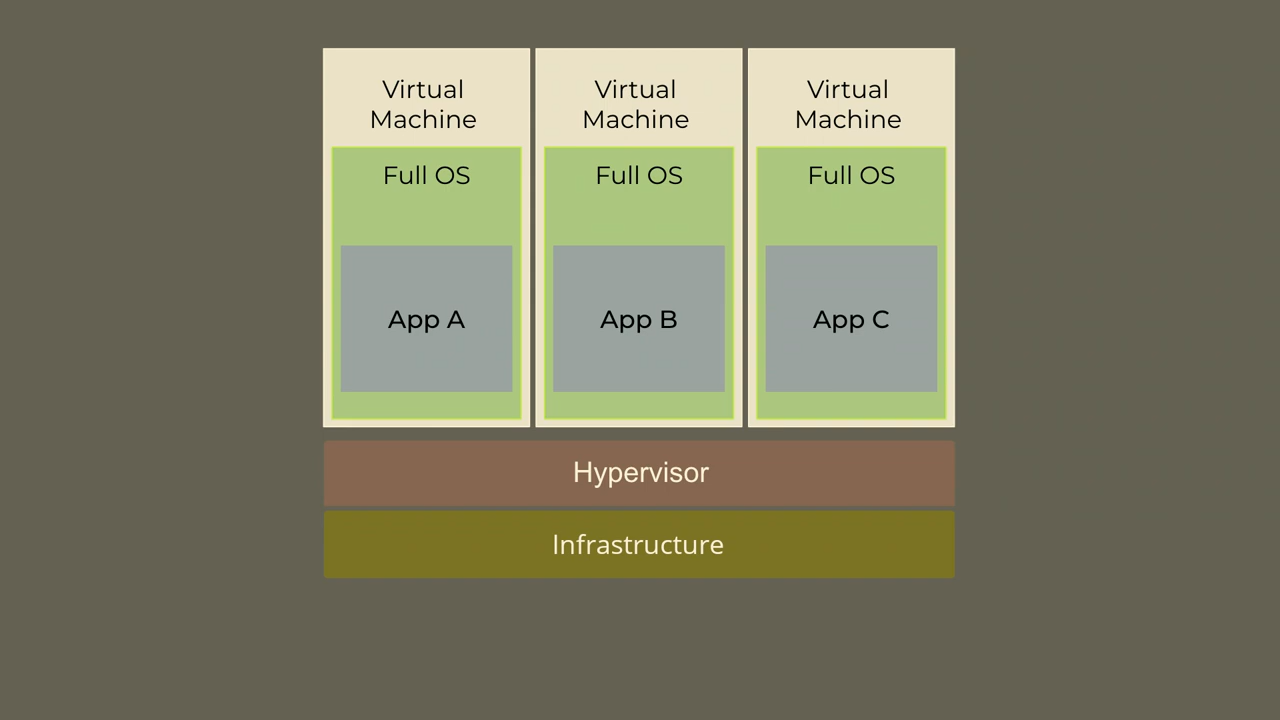 Virtual
Machine
Virtual
Machine
Virtual
Machine
Full OS
Full OS
Full OS
App A
App B
App C
Hypervisor
Infrastructure